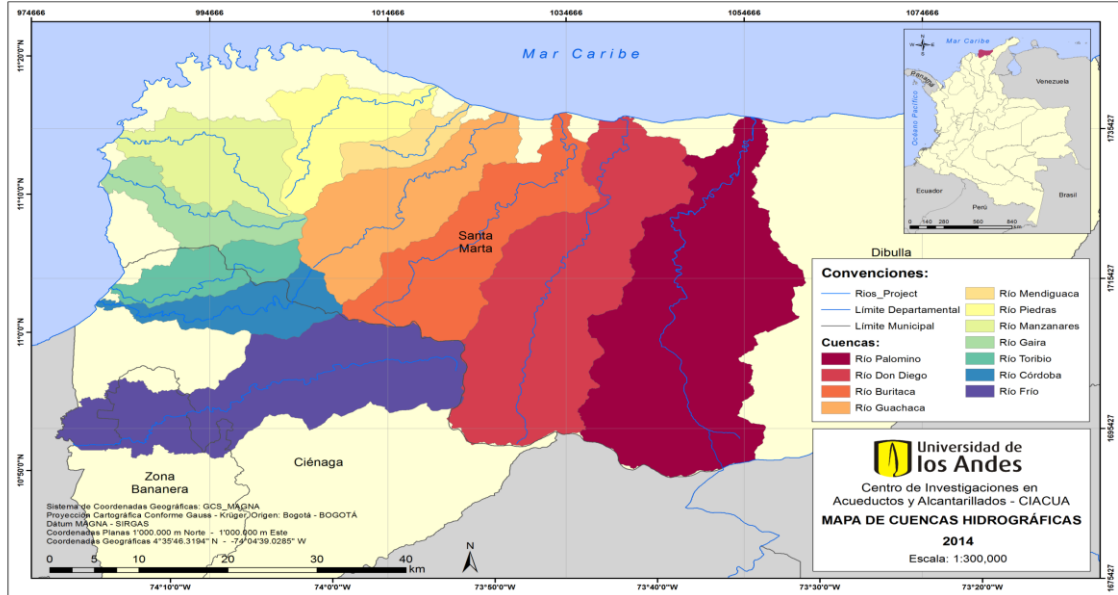 974666
994666
1014666
1034666
1054666
1074666
11°20'0"N
11°10'0"N
11°0'0"N
10°50'0"N
1735427
1715427
1695427
1675427
Mar Caribe
Santa
Marta
Dibulla
Ciénaga
Zona
Bananera
Mar Caribe
Panamá
Venezuela
Océano Pacífico
Ecuador
Perú
Brasil
0 140 280 560 840
km
Convenciones:
Rios_Project
Límite Departamental
Límite Municipal
Cuencas:
Río Palomino
Río Don Diego
Río Buritaca
Río Guachaca
Río Mendiguaca
Río Piedras
Río Manzanares
Río Gaira
Río Toribio
Río Córdoba
Río Frío
Universidad de
los Andes
Centro de Investigaciones en
Acueductos y Alcantarillados - CIACUA
MAPA DE CUENCAS HIDROGRÁFICAS
2014
Escala: 1:300,000
Sistema de Coordenadas Geográficas: GCS_MAGNA
Proyección Cartográfica Conforme Gauss - Krüger, Origen: Bogotá - BOGOTÁ
Dátum MAGNA - SIRGAS
Coordenadas Planas 1'000.000 m Norte - 1'000.000 m Este
Coordenadas Geográficas 4°35'46.3194" N - -74°04'39.0285" W
0 5 10 20 30 40
km
N
74°10'0"W
74°0'0"W
73°50'0"W
73°40'0"W
73°30'0"W
73°20'0"W